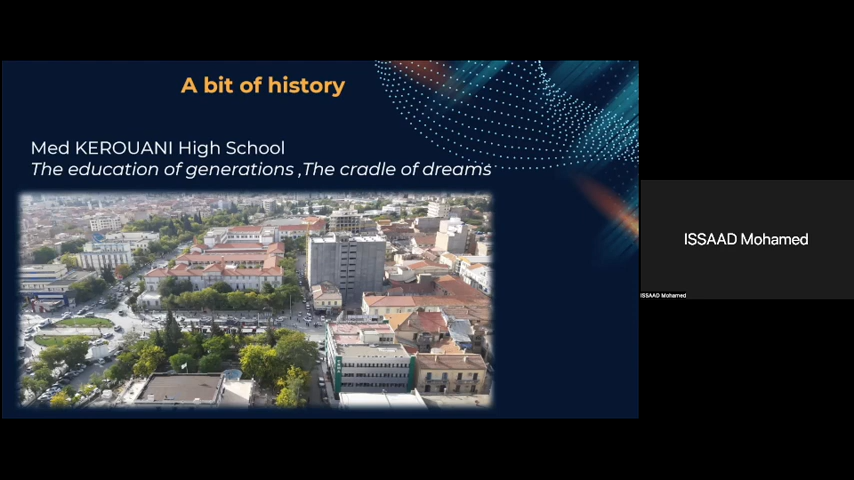 A bit of history
Med KEROUANI High School
The education of generations ,The cradle of dreams
ISSAAD Mohamed
ISSAAD Mohamed